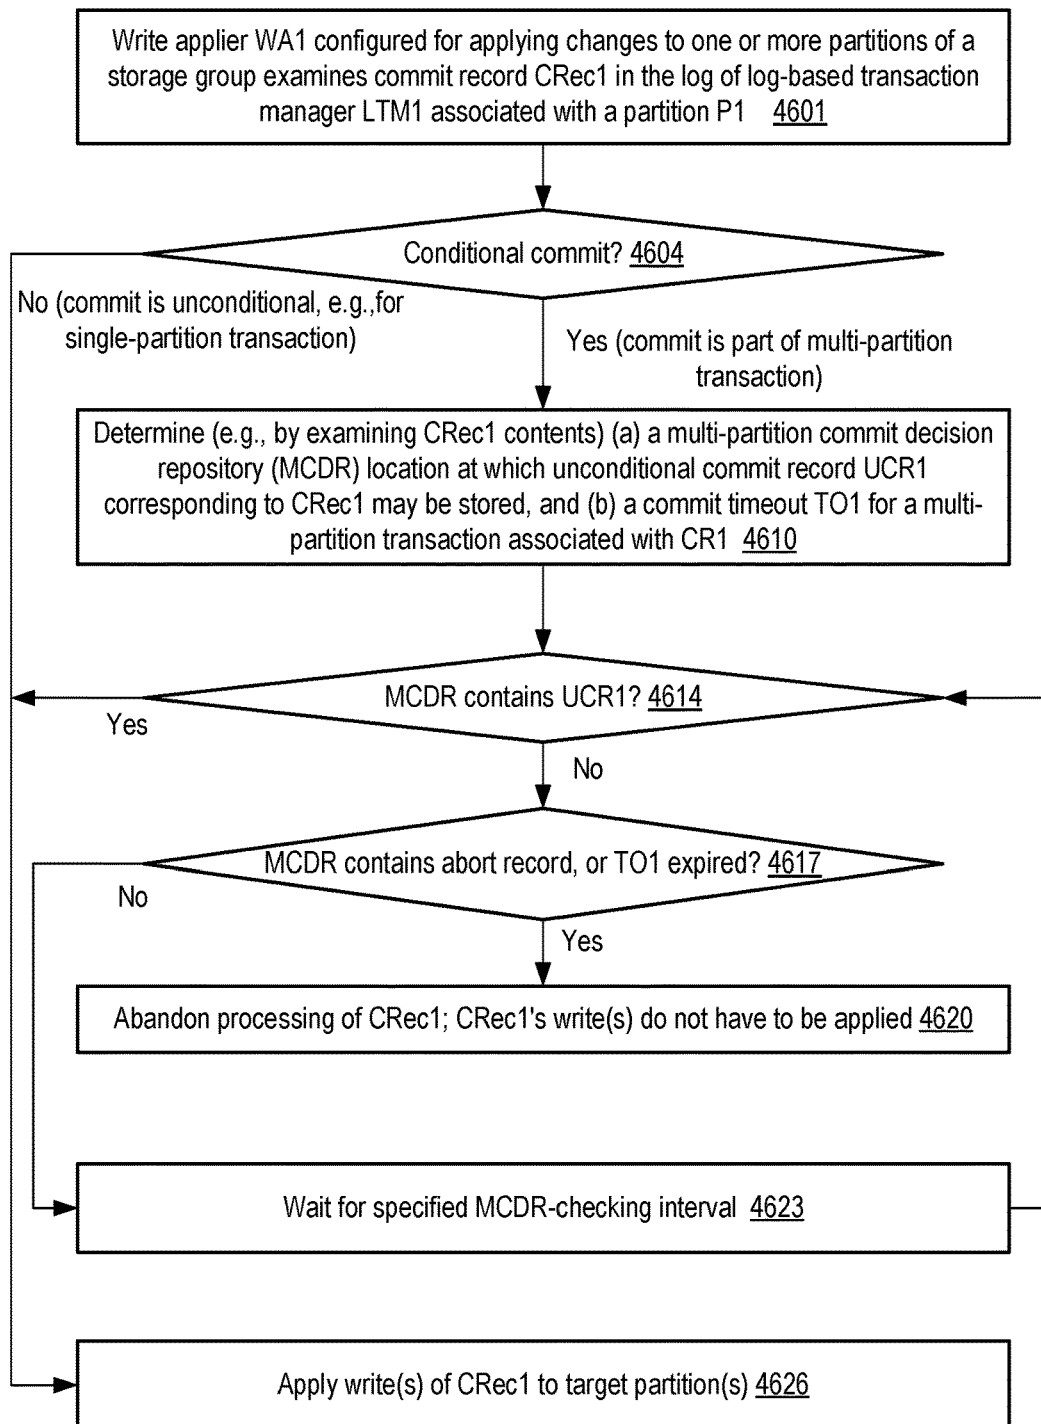 Write applier WA1 configured for applying changes to one or more partitions of a
storage group examines commit record CRec1 in the log of log-based transaction
manager LTM1 associated with a partition P1 4601
Conditional commit? 4604
No (commit is unconditional, e.g.,for
single-partition transaction)
Yes (commit is part of multi-partition
transaction)
Determine (e.g., by examining CRec1 contents) (a) a multi-partition commit decision
repository (MCDR) location at which unconditional commit record UCR1
corresponding to CRec1 may be stored, and (b) a commit timeout TO1 for a multi-
partition transaction associated with CR1 4610
MCDR contains UCR1? 4614
Yes
No
MCDR contains abort record, or TO1 expired? 4617
No
Yes
Abandon processing of CRec1; CRec1's write(s) do not have to be applied 4620
Wait for specified MCDR-checking interval 4623
Apply write(s) of CRec1 to target partition(s) 4626